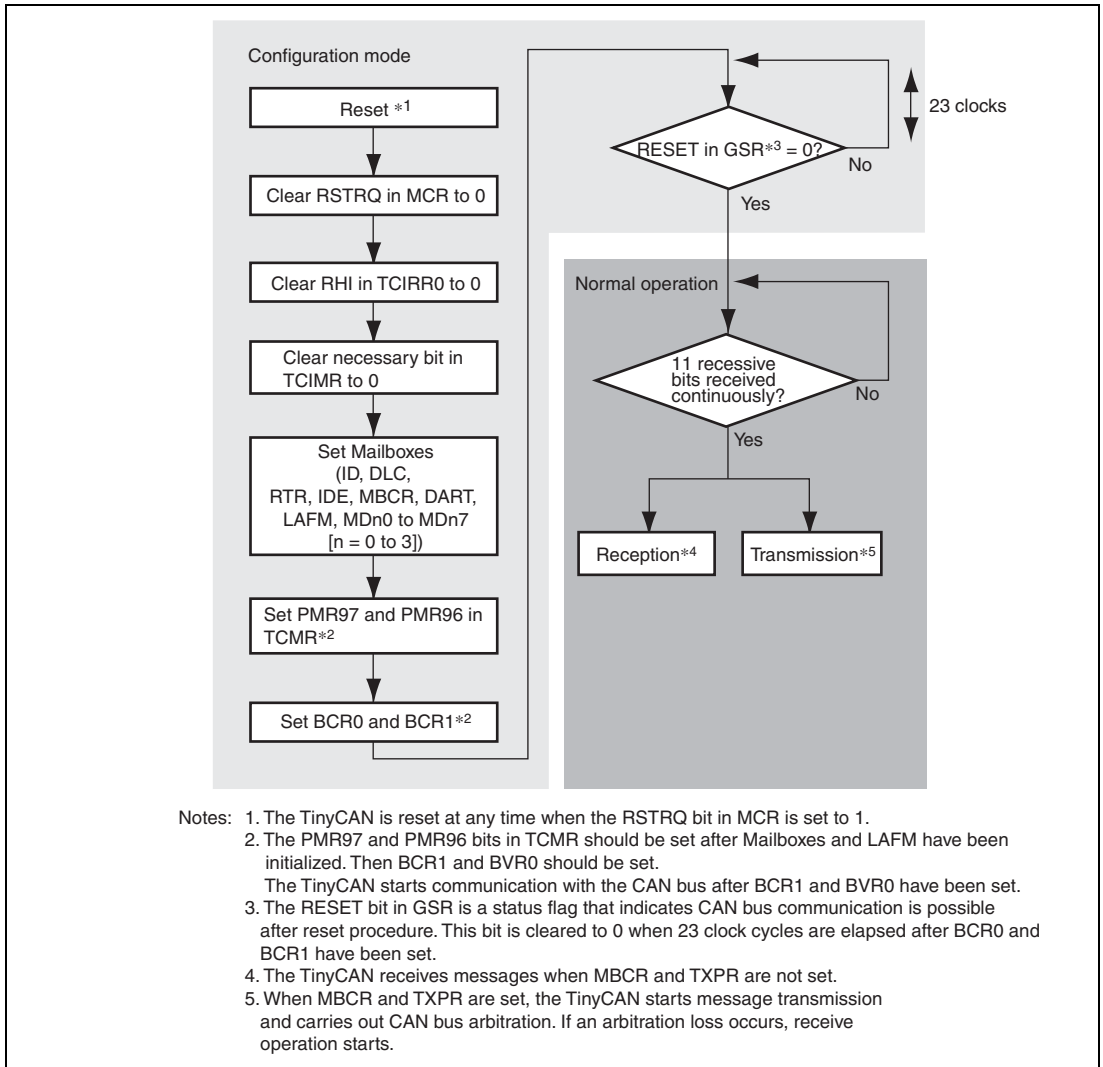 Configuration mode
Reset *1
Clear RSTRQ in MCR to 0
Clear RHI in TCIRR0 to 0
Clear necessary bit in
TCIMR to 0
Set Mailboxes
(ID, DLC,
RTR, IDE, MBCR, DART,
LAFM, MDn0 to MDn7
[n = 0 to 3])
Set PMR97 and PMR96 in
TCMR*2
Set BCR0 and BCR1*2
23 clocks
RESET in GSR*3 = 0?
No
Yes
Normal operation
11 recessive
bits received
continuously?
No
Yes
Reception*4
Transmission*5
Notes: 1. The TinyCAN is reset at any time when the RSTRQ bit in MCR is set to 1.
2. The PMR97 and PMR96 bits in TCMR should be set after Mailboxes and LAFM have been
initialized. Then BCR1 and BVR0 should be set.
The TinyCAN starts communication with the CAN bus after BCR1 and BVR0 have been set.
3. The RESET bit in GSR is a status flag that indicates CAN bus communication is possible
after reset procedure. This bit is cleared to 0 when 23 clock cycles are elapsed after BCR0 and
BCR1 have been set.
4. The TinyCAN receives messages when MBCR and TXPR are not set.
5. When MBCR and TXPR are set, the TinyCAN starts message transmission
and carries out CAN bus arbitration. If an arbitration loss occurs, receive
operation starts.